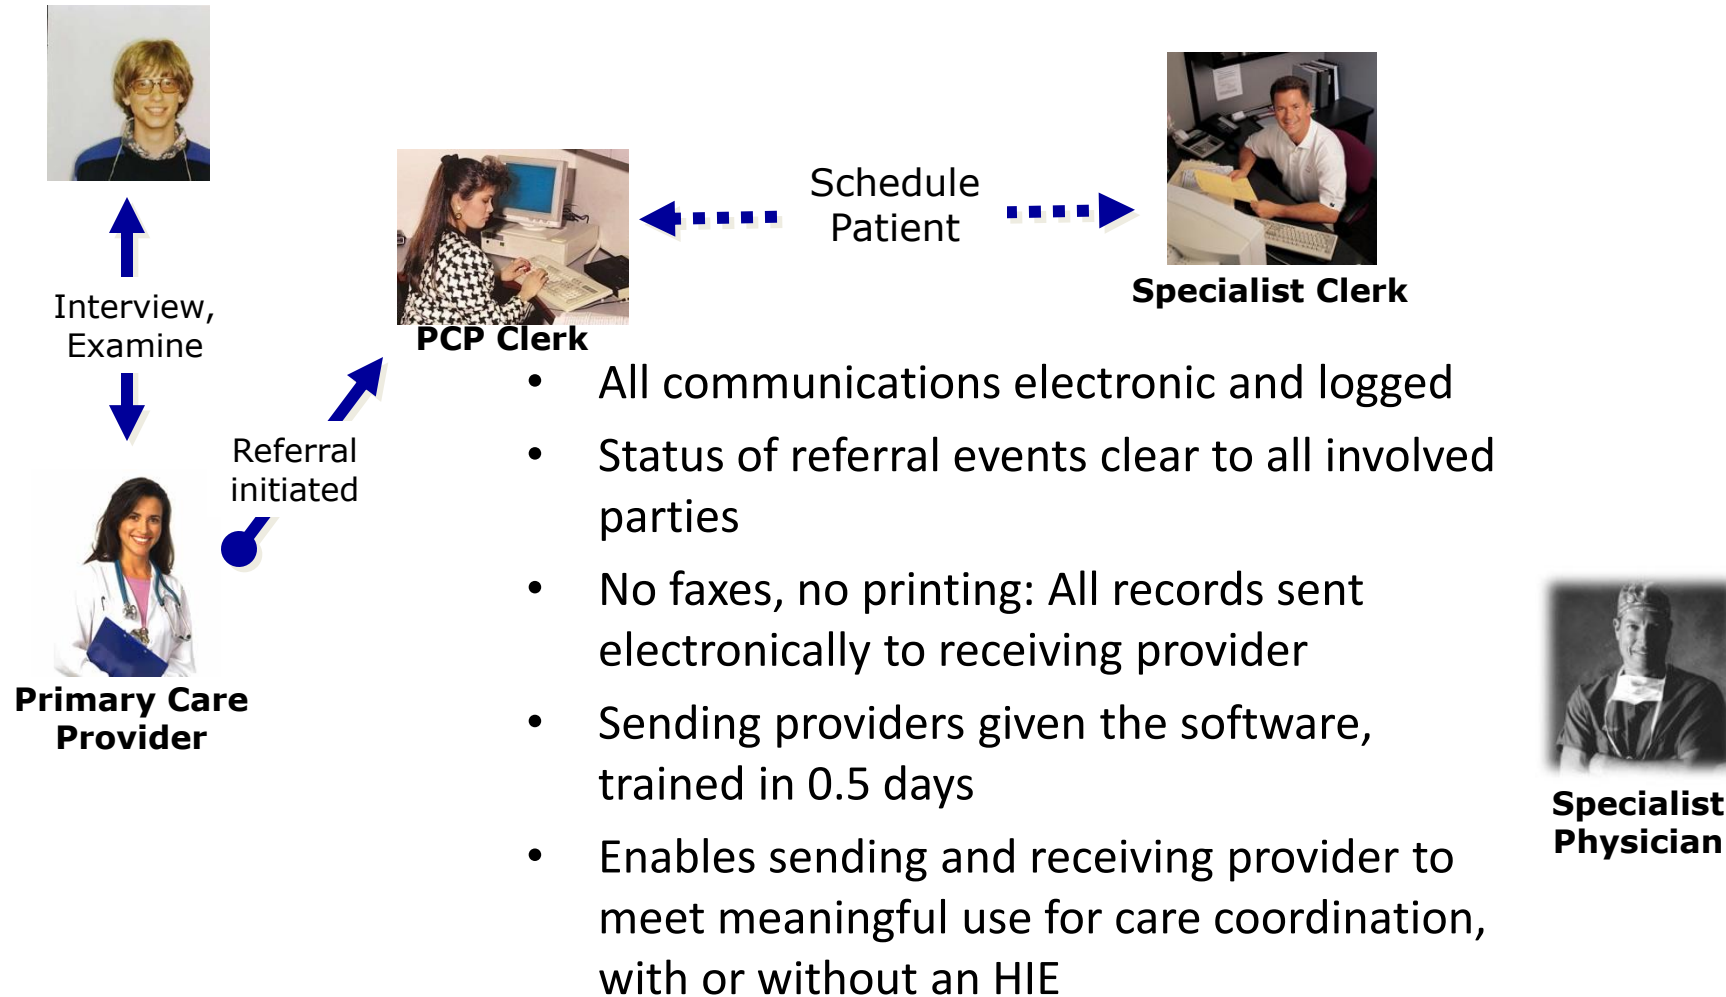 Schedule
Patient
Specialist Clerk
Interview,
Examine
PCP Clerk
Referral
initiated
Primary Care
Provider
• All communications electronic and logged
• Status of referral events clear to all involved
parties
• No faxes, no printing: All records sent
electronically to receiving provider
• Sending providers given the software,
trained in 0.5 days
• Enables sending and receiving provider to
meet meaningful use for care coordination,
with or without an HIE
Specialist
Physician